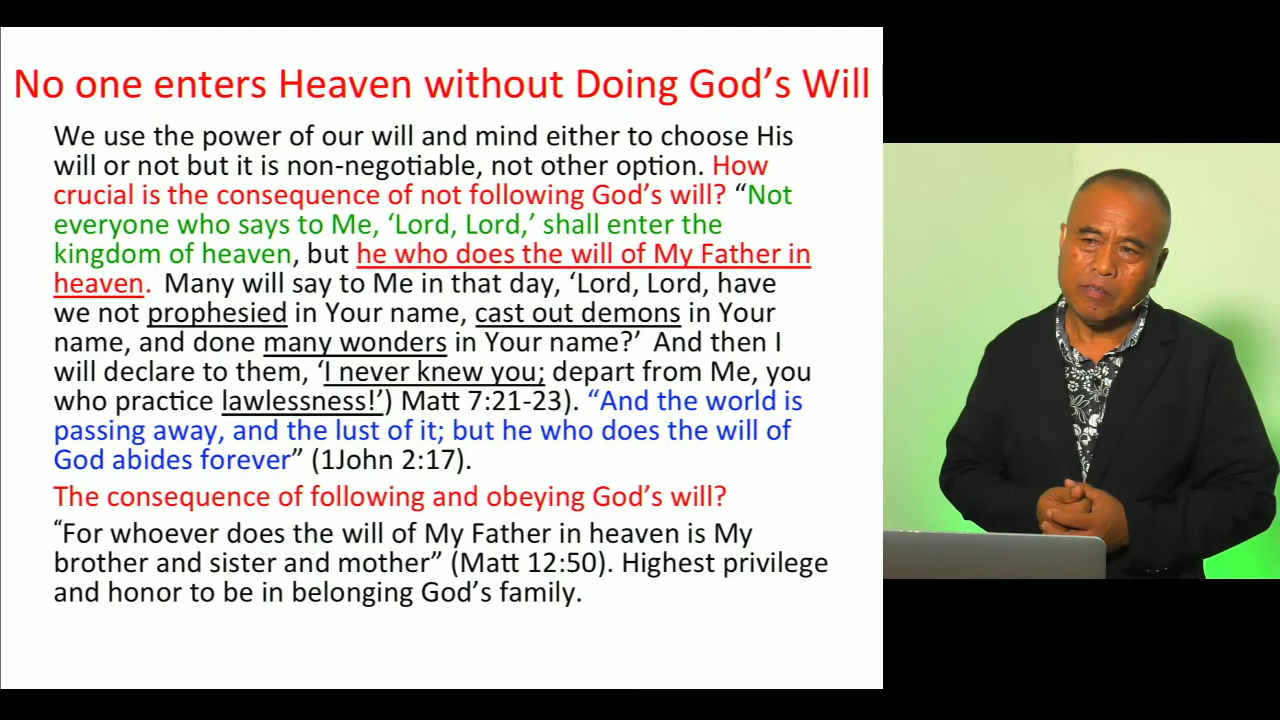 No one enters Heaven without Doing God’s Will
We use the power of our will and mind either to choose His
will or not but it is non-negotiable, not other option. How
crucial is the consequence of not following God’s will? “Not
everyone who says to Me, ‘Lord, Lord,’ shall enter the
kingdom of heaven, but he who does the will of My Father in
heaven. Many will say to Me in that day, ‘Lord, Lord, have
we not prophesied in Your name, cast out demons in Your
name, and done many wonders in Your name?’ And then I
will declare to them, ‘I never knew you; depart from Me, you
who practice lawlessness!’) Matt 7:21-23). “And the world is
passing away, and the lust of it; but he who does the will of
God abides forever” (1John 2:17).
The consequence of following and obeying God’s will?
“For whoever does the will of My Father in heaven is My
brother and sister and mother” (Matt 12:50). Highest privilege
and honor to be in belonging God’s family.